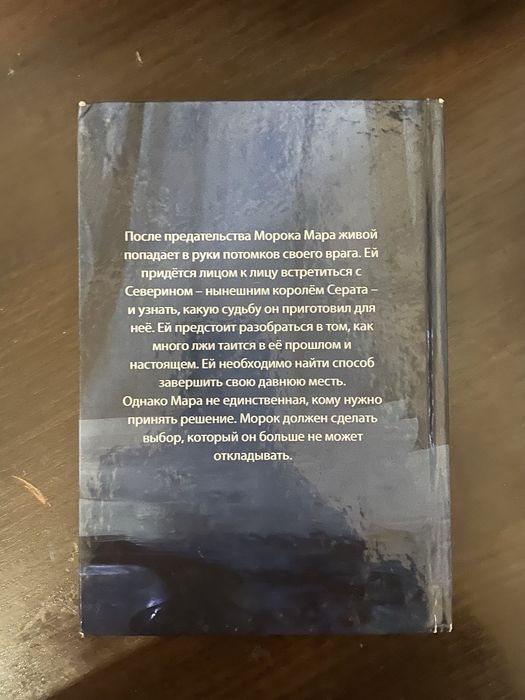 После предательства Морока Мара живой
попадает в руки потомков своего врага. Ей
придётся лицом к лицу встретиться с
Северином – нынешним королём Серата –
и узнать, какую судьбу он приготовил для
неё. Ей предстоит разобраться в том, как
много лжи таится в её прошлом и
настоящем. Ей необходимо найти способ
завершить свою давнюю месть.
Однако Мара не единственная, кому нужно
принять решение. Морок должен сделать
выбор, который он больше не может
откладывать.